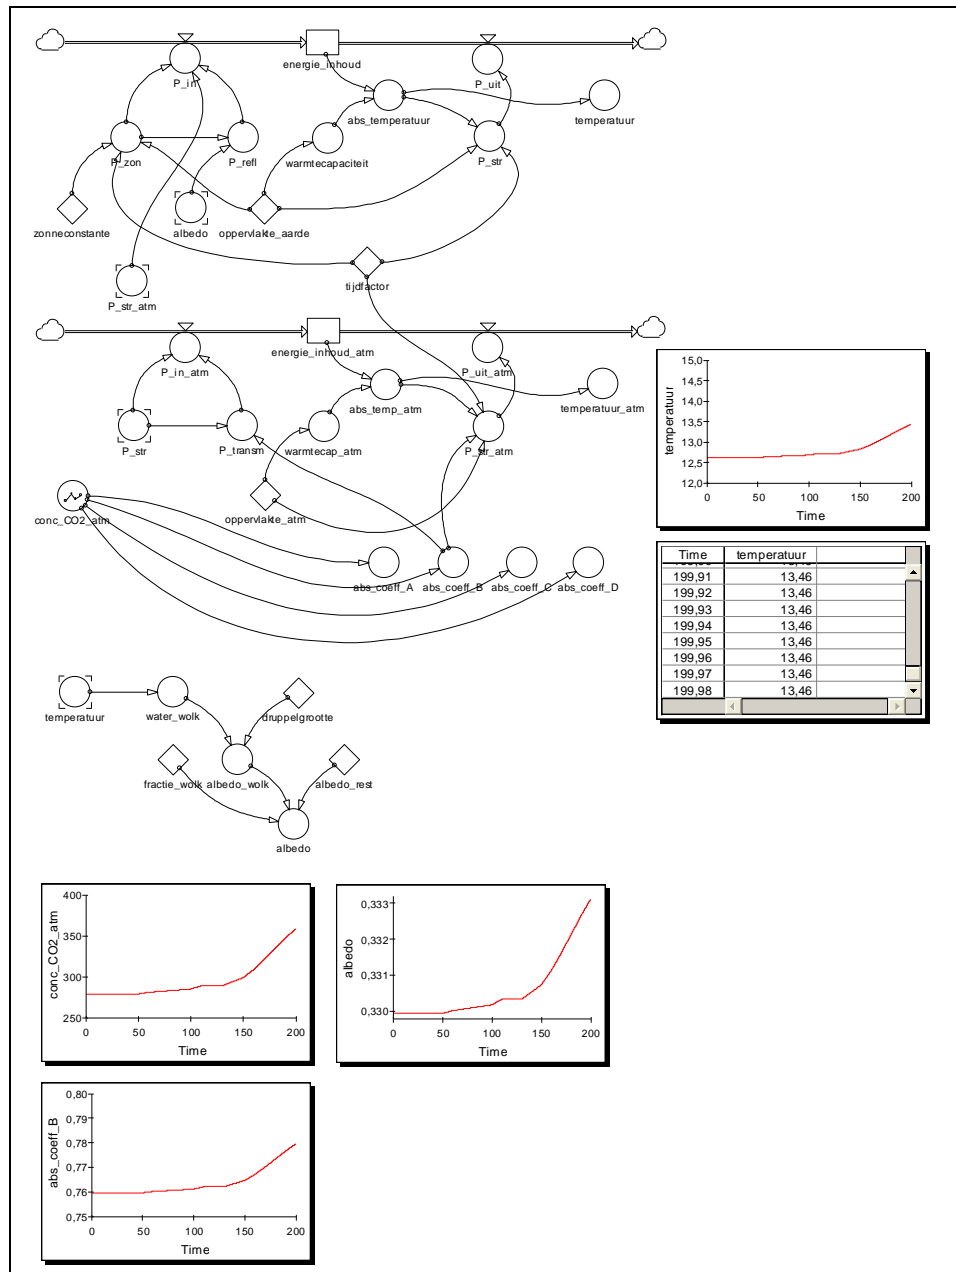 energie_inhoud
P_in
P_uit
abs_temperatuur
temperatuur
P_zon
P_refl
warmtecapaciteit
P_str
zonneconstante
albedo
oppervlakte_aarde
tijdfactor
P_str_atm
energie_inhoud_atm
P_in_atm
P_uit_atm
abs_temp_atm
temperatuur_atm
P_str
P_transm
warmtecap_atm
P_str_atm
oppervlakte_atm
conc_CO2_atm
abs_coeff_A
abs_coeff_B
abs_coeff_C
abs_coeff_D
15,0
14,5
14,0
13,5
13,0
12,5
12,0
temperatuur
0 50 100 150 200
Time
Time temperatuur
199,91 13,46
199,92 13,46
199,93 13,46
199,94 13,46
199,95 13,46
199,96 13,46
199,97 13,46
199,98 13,46
temperatuur
water_wolk
druppelgrootte
fractie_wolk
albedo_wolk
albedo_rest
albedo
400
350
300
250
conc_CO2_atm
0 50 100 150 200
Time
0,333
0,332
0,331
0,330
albedo
0 50 100 150 200
Time
0,80
0,79
0,78
0,77
0,76
0,75
abs_coeff_B
0 50 100 150 200
Time